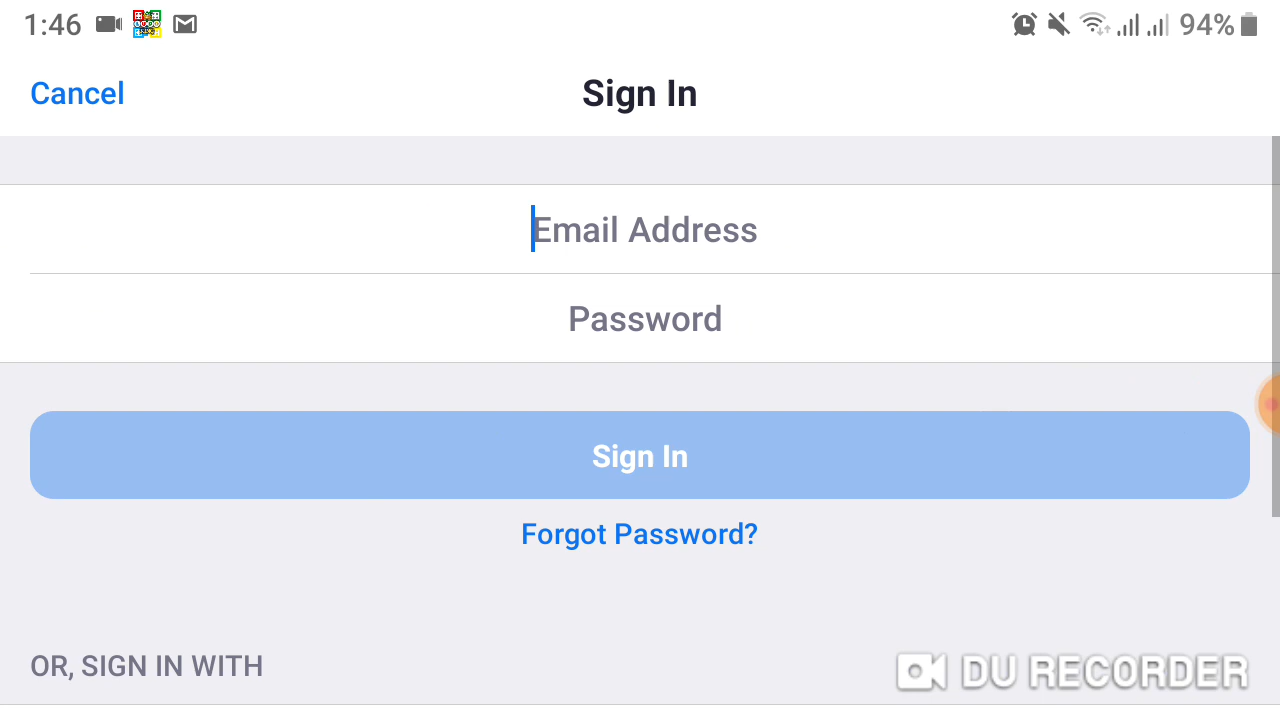 1:46 94%
Cancel Sign In
Email Address
Password
Sign In
Forgot Password?
OR, SIGN IN WITH
DU RECORDER